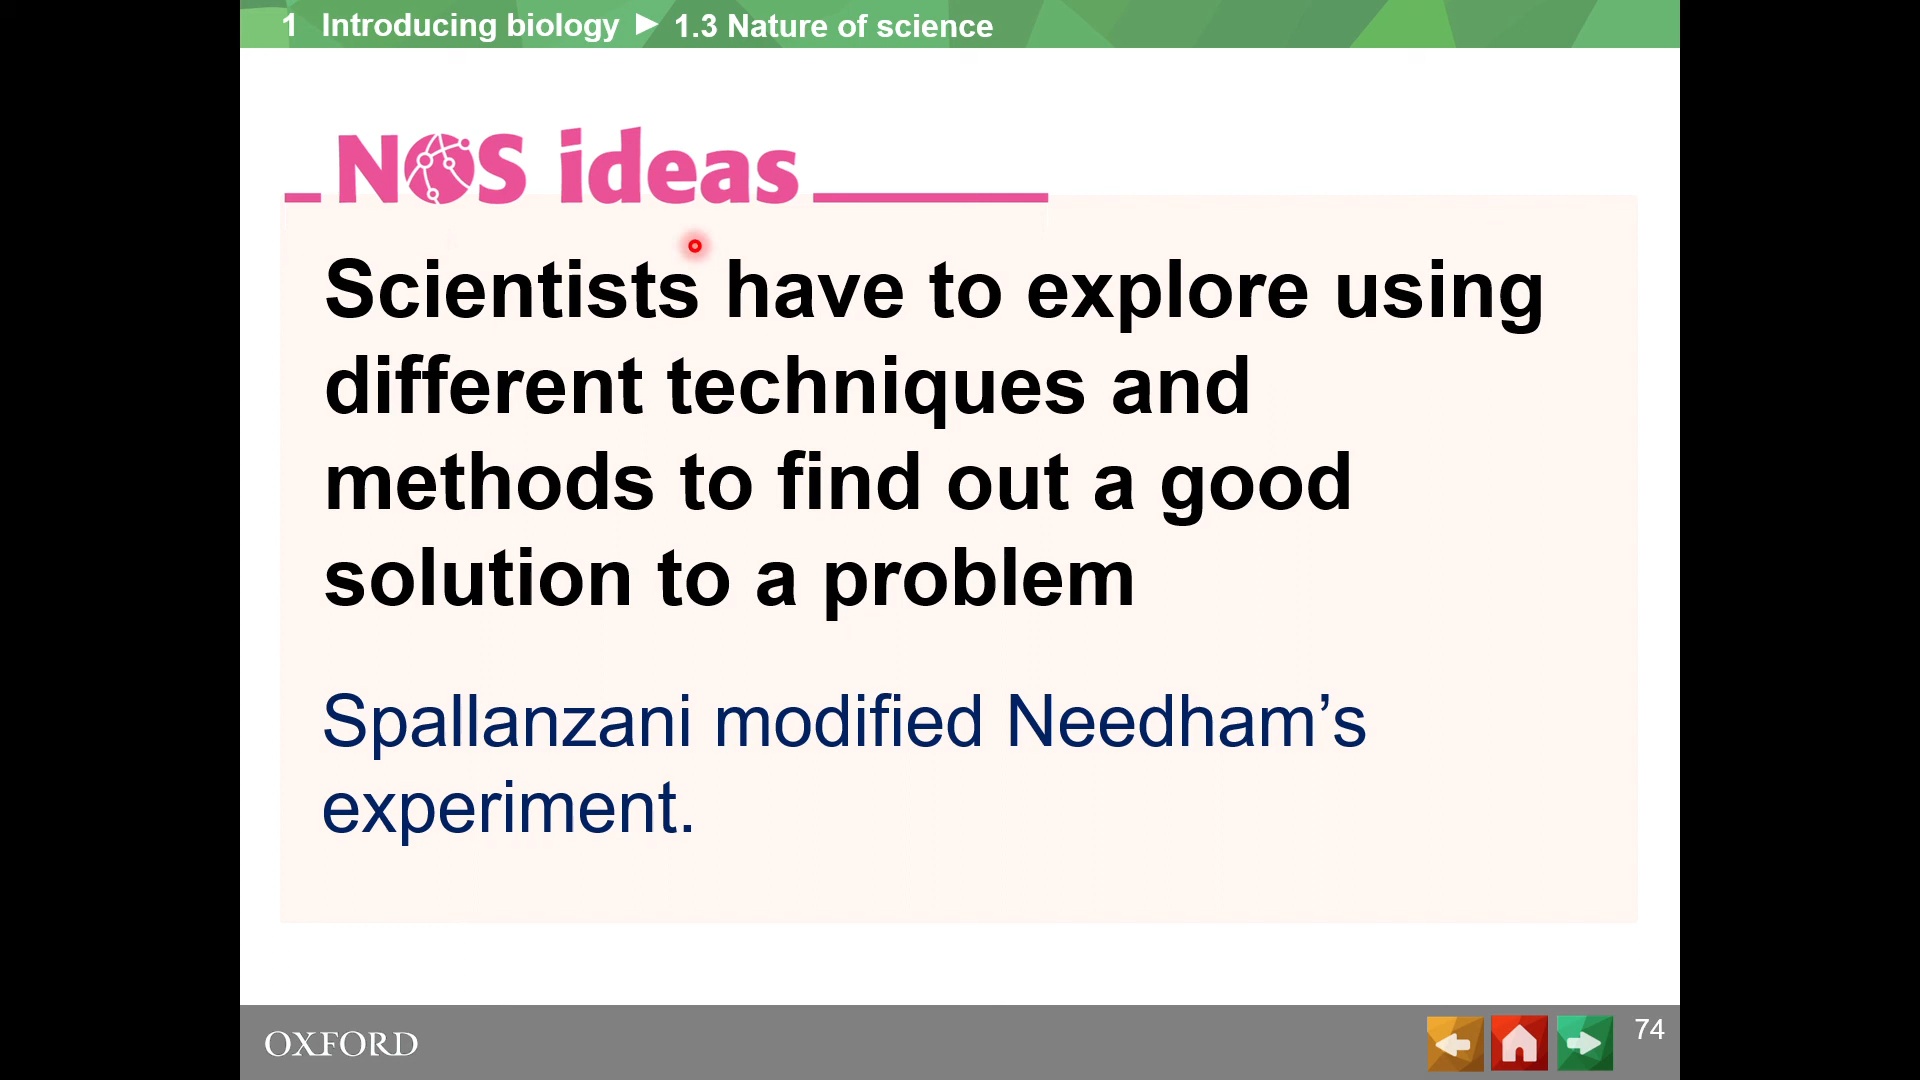 1 Introducing biology ► 1.3 Nature of science
NOS ideas
Scientists have to explore using
different techniques and
methods to find out a good
solution to a problem
Spallanzani modified Needham’s
experiment.
OXFORD
74